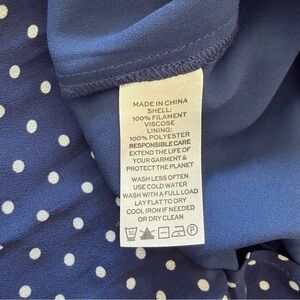 MADE IN CHINA
SHELL:
100% FILAMENT
VISCOSE
LINING:
100% POLYESTER
RESPONSIBLE CARE
EXTEND THE LIFE OF
YOUR GARMENT &
PROTECT THE PLANET
WASH LESS OFTEN
USE COLD WATER
WASH WITH A FULL LOAD
LAY FLAT TO DRY
COOL IRON IF NEEDED
OR DRY CLEAN
30 P